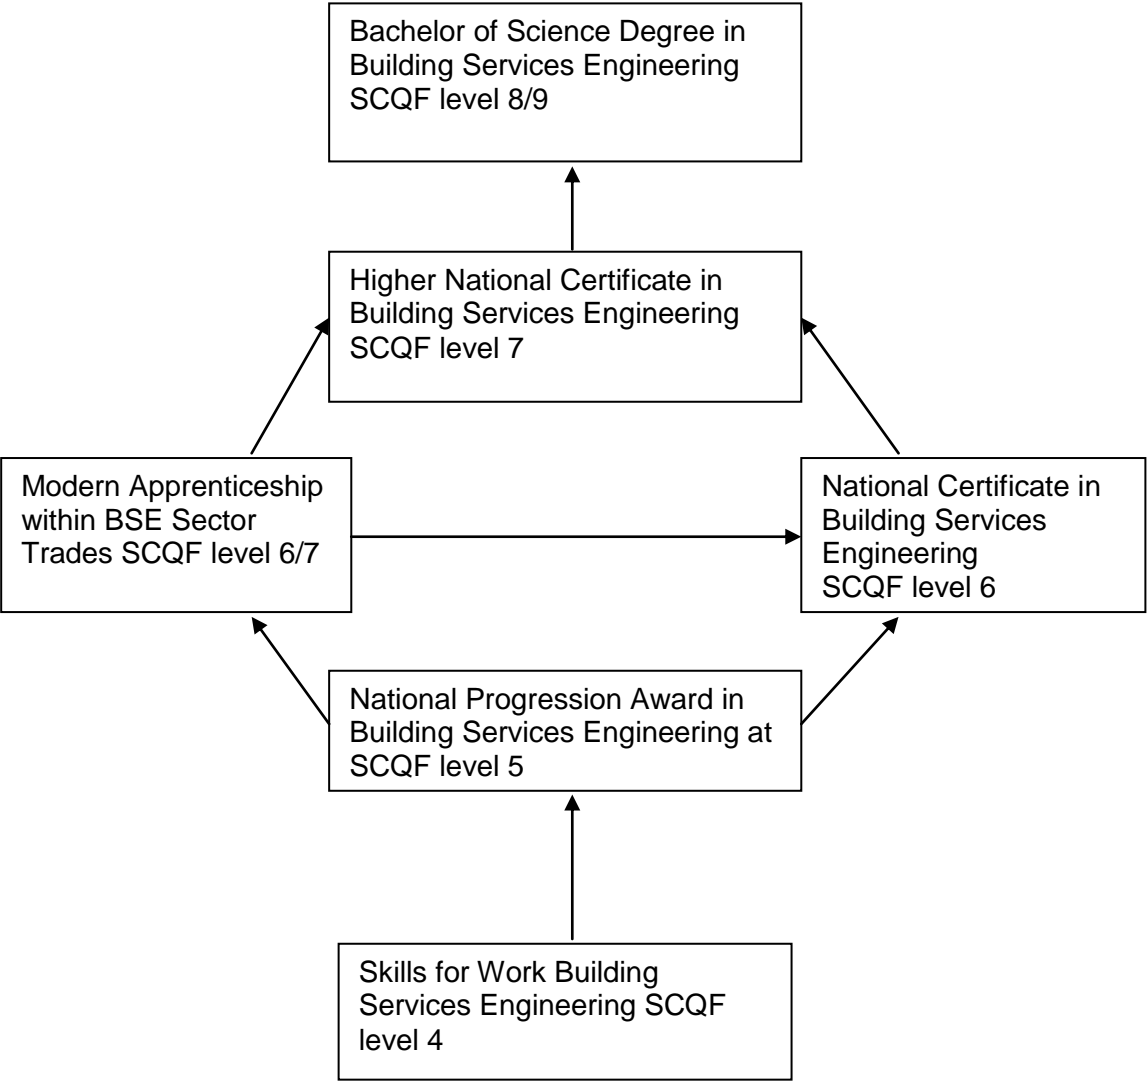 Bachelor of Science Degree in
Building Services Engineering
SCQF level 8/9
Higher National Certificate in
Building Services Engineering
SCQF level 7
Modern Apprenticeship
within BSE Sector
Trades SCQF level 6/7
National Certificate in
Building Services
Engineering
SCQF level 6
National Progression Award in
Building Services Engineering at
SCQF level 5
Skills for Work Building
Services Engineering SCQF
level 4